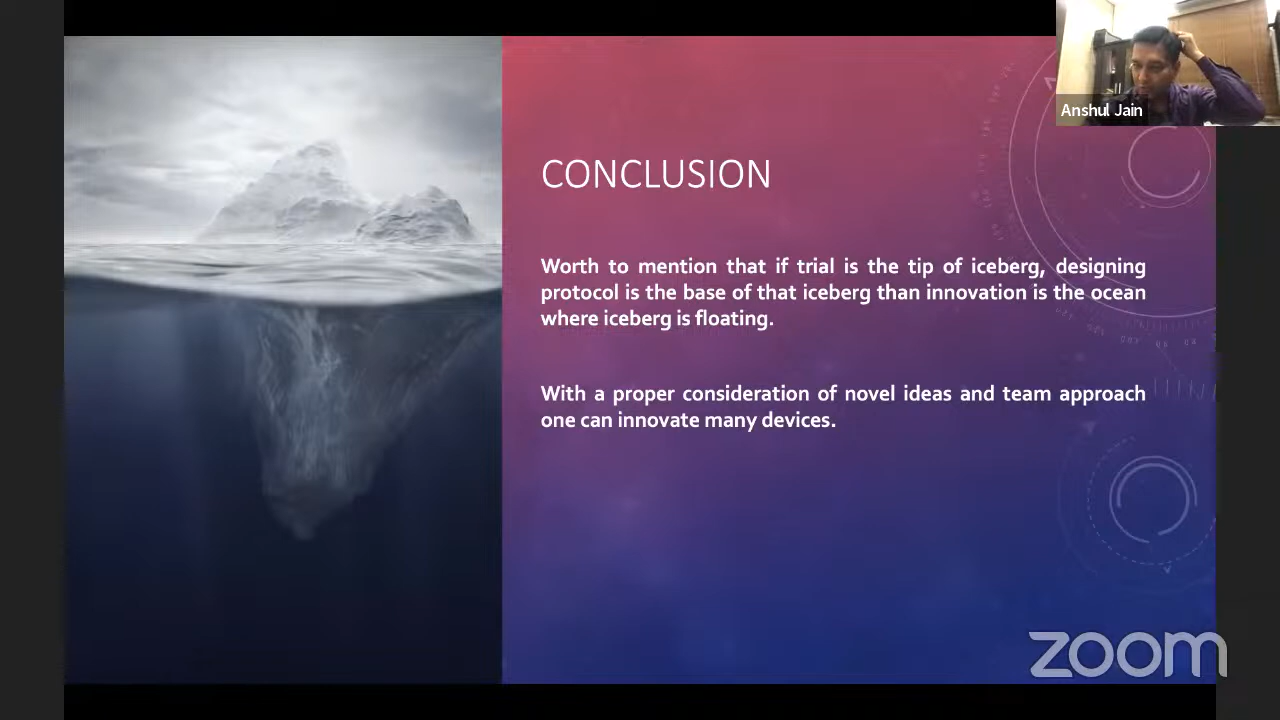 Anshul Jain
CONCLUSION
Worth to mention that if trial is the tip of iceberg, designing
protocol is the base of that iceberg than innovation is the ocean
where iceberg is floating.
With a proper consideration of novel ideas and team approach
one can innovate many devices.
zoom